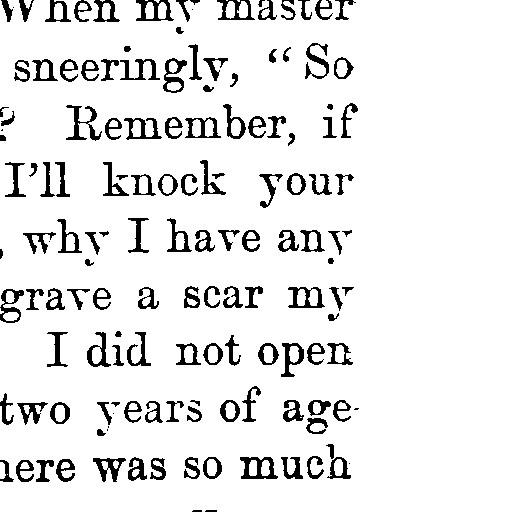 When my master
sneeringly, “So
? Remember, if
I’ll knock your
, why I have any
grave a scar my
I did not open
two years of age
here was so much